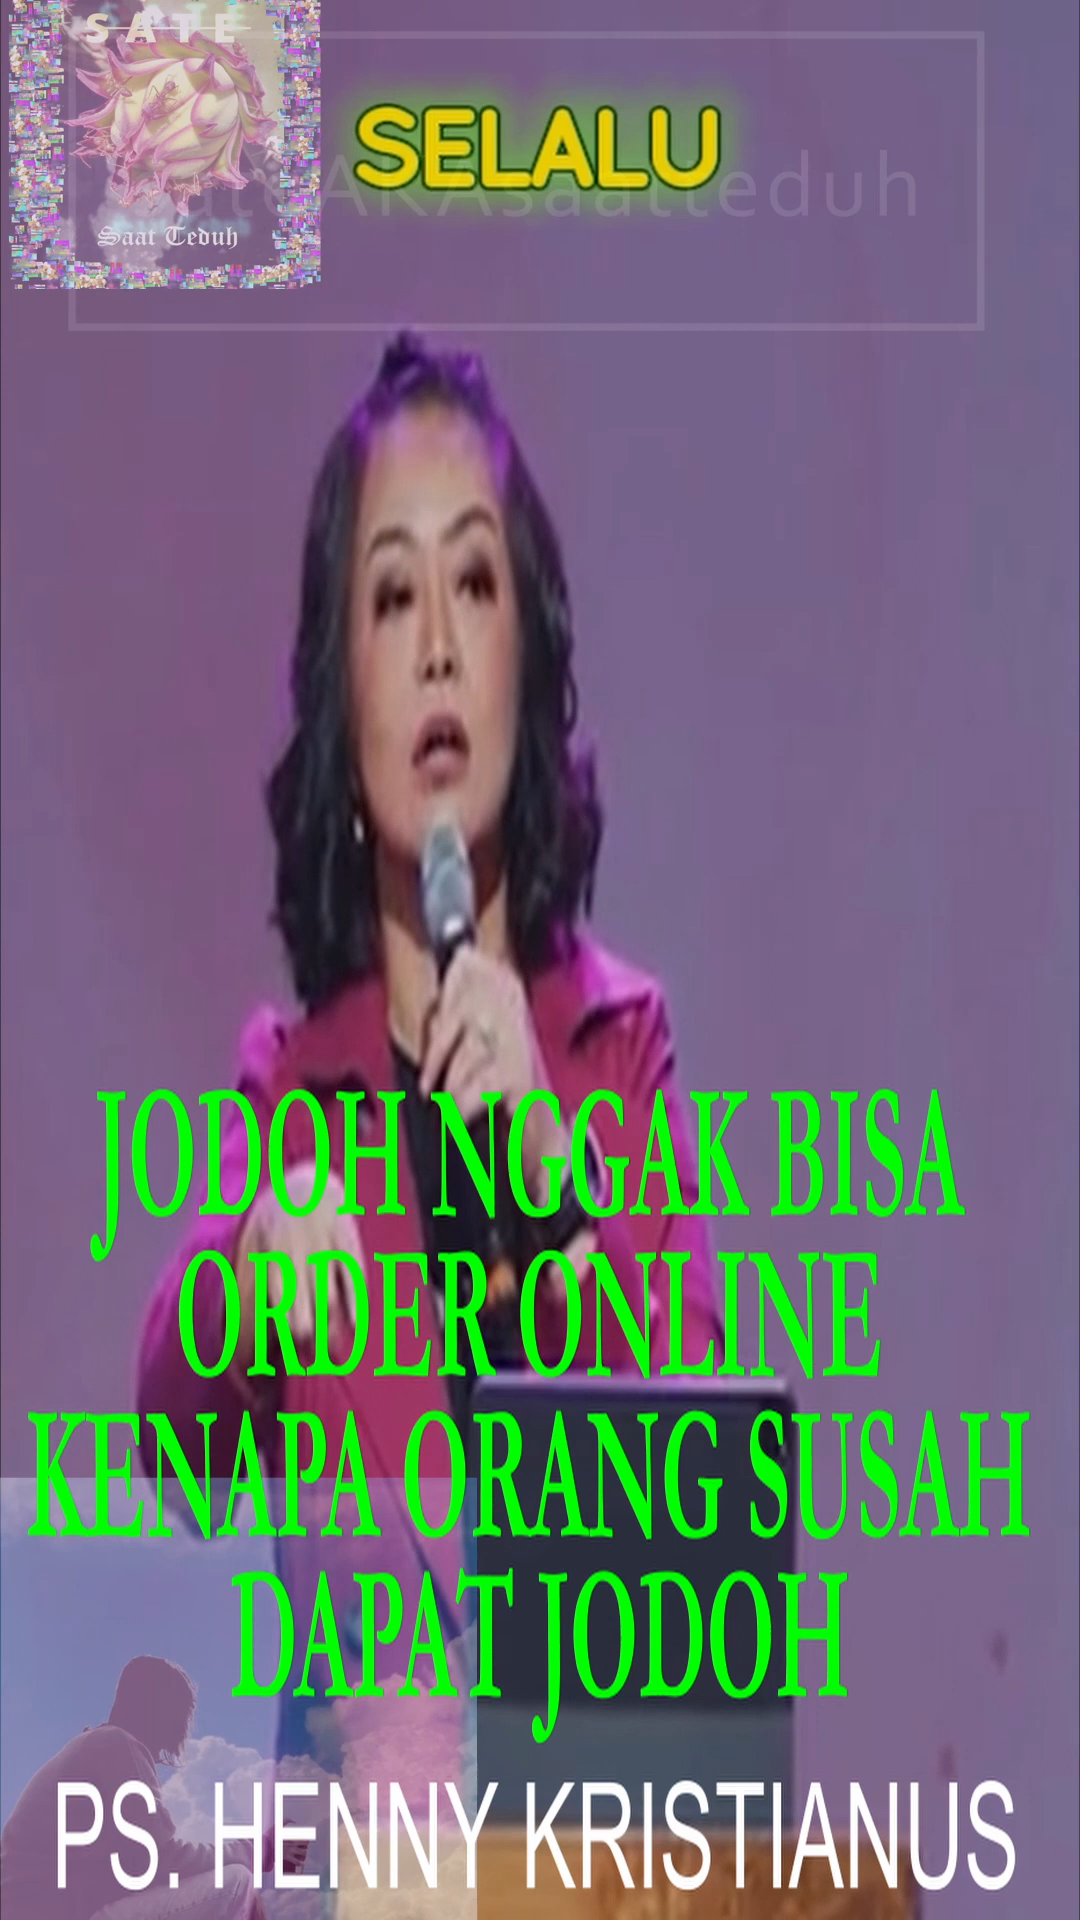 SATE
SELALU
Saat Teduh
JODOH NGGAK BISA
ORDER ONLINE
KENAPA ORANG SUSAH
DAPAT JODOH
PS. HENNY KRISTIANUS